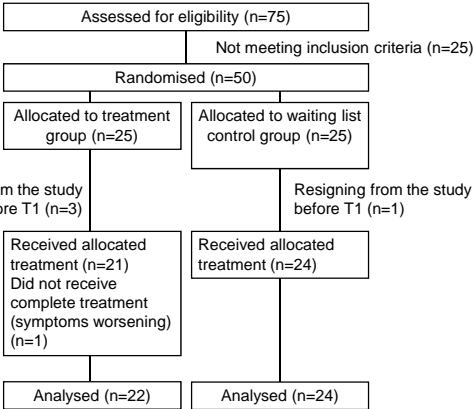 Assessed for eligibility (n=75)
Not meeting inclusion criteria (n=25)
Randomised (n=50)
Allocated to treatment
group (n=25)
Allocated to waiting list
control group (n=25)
the study
T1 (n=3)
Resigning from the study
before T1 (n=1)
Received allocated
treatment (n=21)
Did not receive
complete treatment
(symptoms worsening)
(n=1)
Received allocated
treatment (n=24)
Analysed (n=22)
Analysed (n=24)